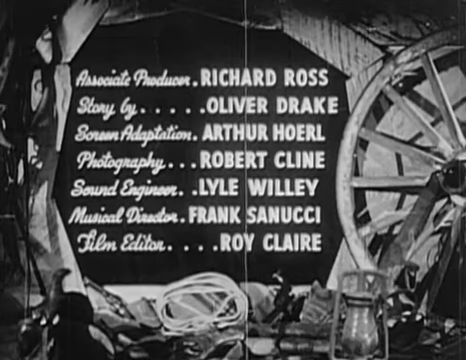 Associate Producer. RICHARD ROSS
Story by. . . . . OLIVER DRAKE
Screen Adaptation. ARTHUR HOERL
Photography. . . ROBERT CLINE
Sound Engineer. . LYLE WILLEY
Musical Director. FRANK SANUCCI
Film Editor. . . . ROY CLAIRE